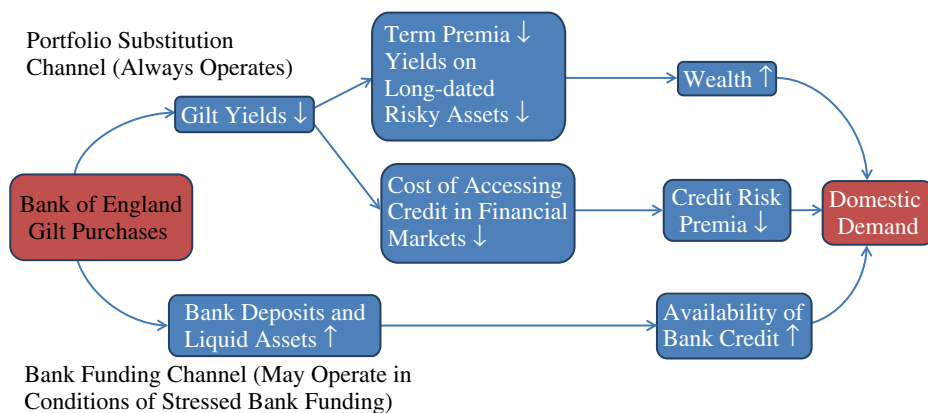 Portfolio Substitution
Channel (Always Operates)
Term Premia ↓
Yields on
Long-dated
Risky Assets ↓
Wealth ↑
Gilt Yields ↓
Bank of England
Gilt Purchases
Cost of Accessing
Credit in Financial
Markets ↓
Credit Risk
Premia ↓
Domestic
Demand
Bank Deposits and
Liquid Assets ↑
Availability of
Bank Credit ↑
Bank Funding Channel (May Operate in
Conditions of Stressed Bank Funding)